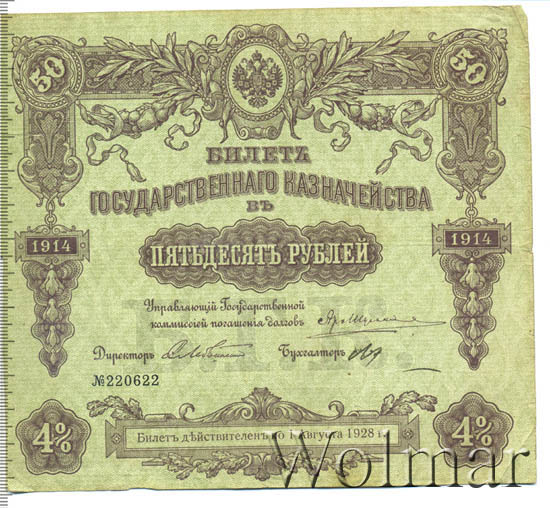 50 50
БИЛЕТЪ
ГОСУДАРСТВЕННАГО КАЗНАЧЕЙСТВА
ВЪ
1914 1914
ПЯТЬДЕСЯТЪ РУБЛЕЙ
Управляющій Государственной
коммиссіей погашенія долговъ
Директоръ Бухгалтеръ
№220622
4% 4%
Билетъ дѣйствителенъ по 1 Августа 1928 г.
Wolmar